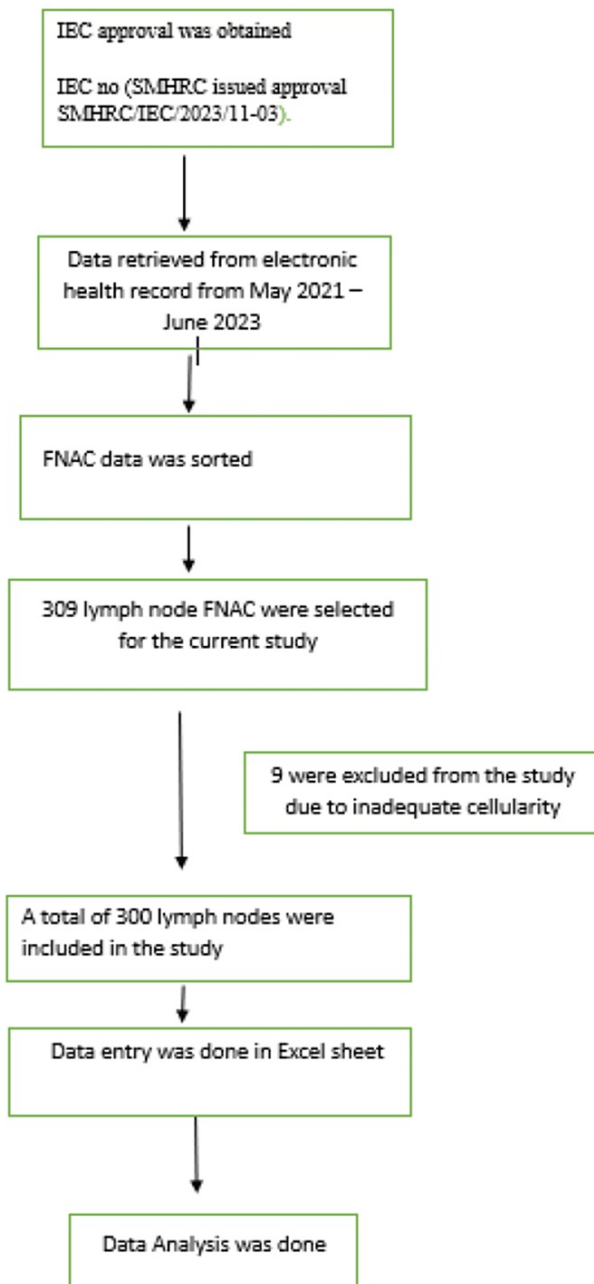 IEC approval was obtained
IEC no (SMHRC issued approval
SMHRC/IEC/2023/11-03).
Data retrieved from electronic
health record from May 2021 –
June 2023
FNAC data was sorted
309 lymph node FNAC were selected
for the current study
9 were excluded from the study
due to inadequate cellularity
A total of 300 lymph nodes were
included in the study
Data entry was done in Excel sheet
Data Analysis was done